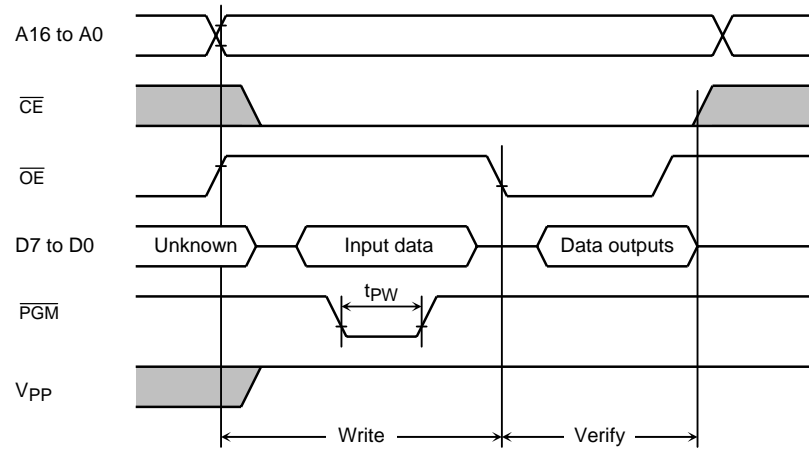 A16 to A0
CE
OE
D7 to D0 Unknown Input data Data outputs
tPW
PGM
VPP
Write Verify